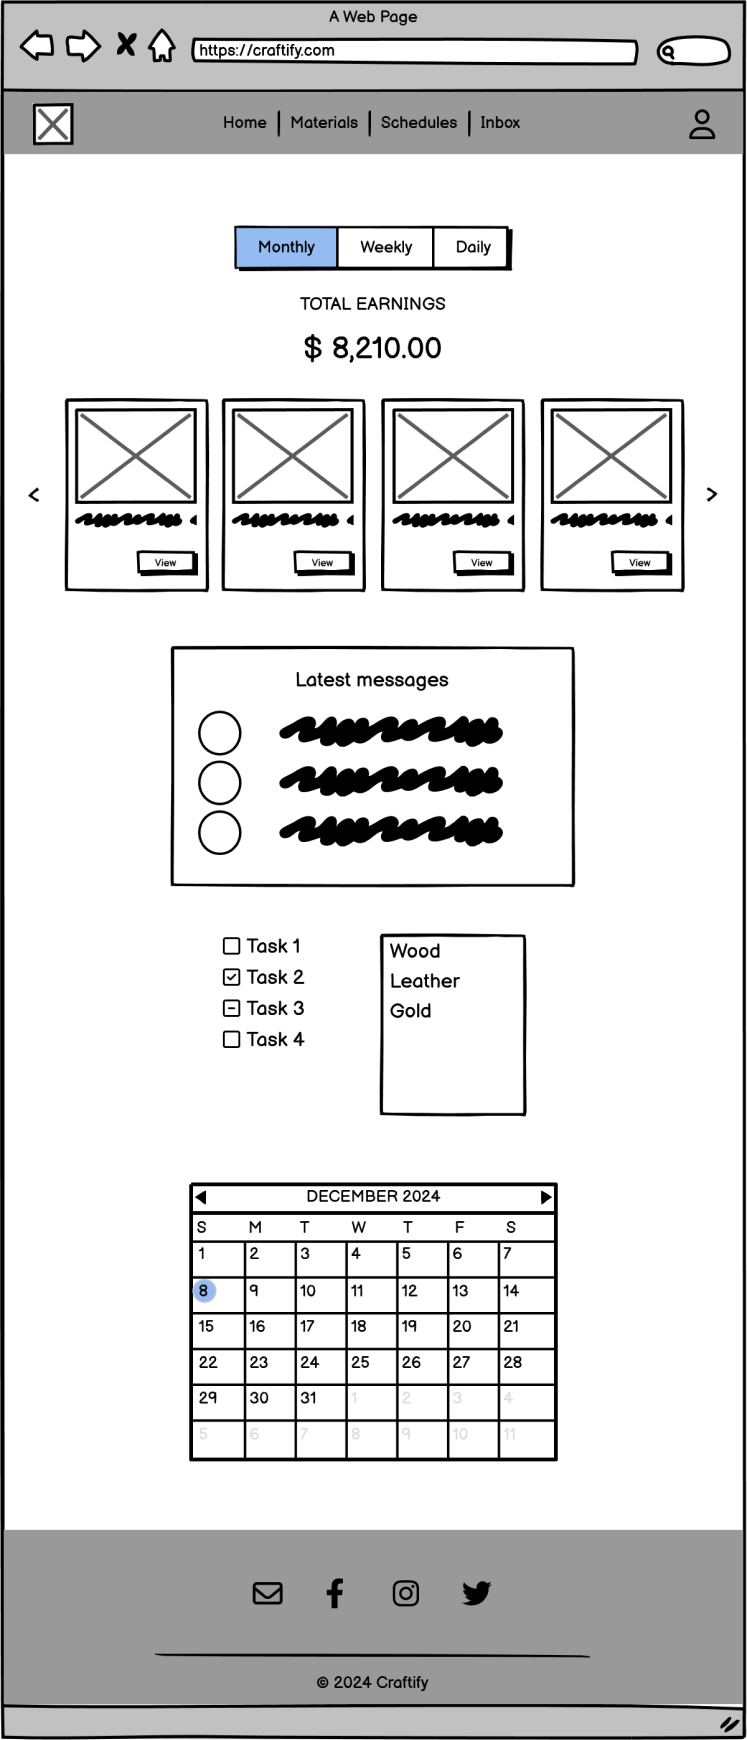 A Web Page
https://craftify.com
Home | Materials | Schedules | Inbox
Monthly Weekly Daily
TOTAL EARNINGS
$ 8,210.00
View View View View
Latest messages
Task 1
Task 2
Task 3
Task 4
Wood
Leather
Gold
DECEMBER 2024
S M T W T F S
1 2 3 4 5 6 7
8 9 10 11 12 13 14
15 16 17 18 19 20 21
22 23 24 25 26 27 28
29 30 31 1 2 3 4
5 6 7 8 9 10 11
© 2024 Craftify